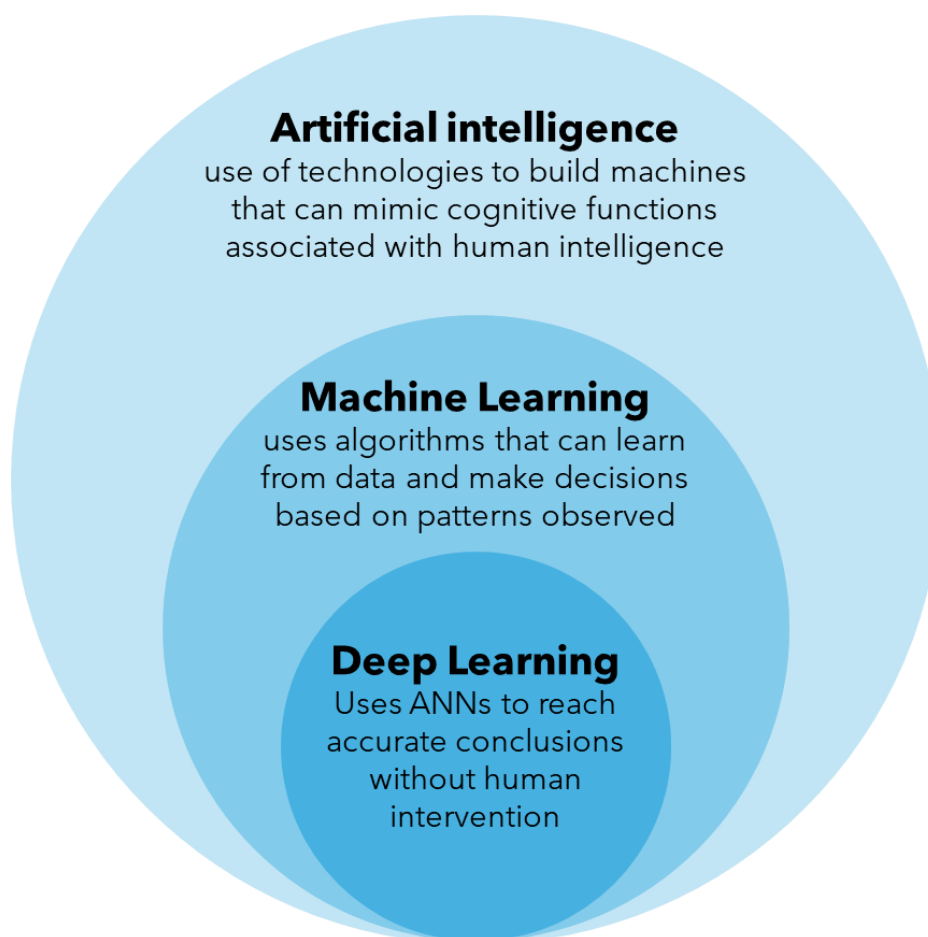 Artificial intelligence
use of technologies to build machines
that can mimic cognitive functions
associated with human intelligence
Machine Learning
uses algorithms that can learn
from data and make decisions
based on patterns observed
Deep Learning
Uses ANNs to reach
accurate conclusions
without human
intervention